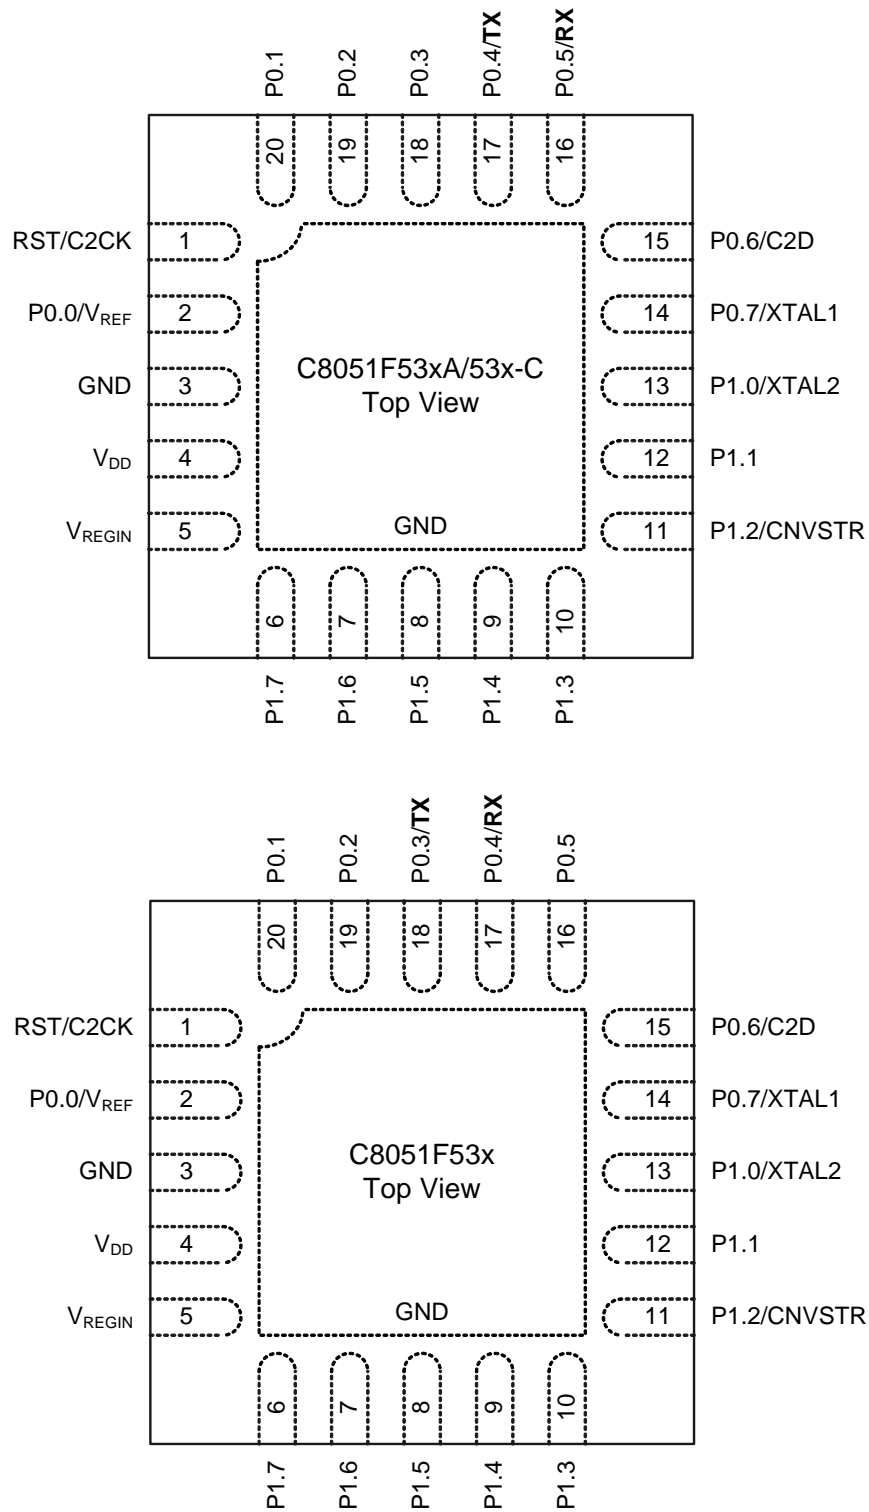 P0.1
P0.2
P0.3
P0.4/TX
P0.5/RX
20
19
18
17
16
RST/C2CK
1
15
P0.6/C2D
P0.0/VREF
2
14
P0.7/XTAL1
GND
3
13
P1.0/XTAL2
VDD
4
12
P1.1
VREGIN
5
11
P1.2/CNVSTR
C8051F53xA/53x-C
Top View
GND
6
7
8
9
10
P1.7
P1.6
P1.5
P1.4
P1.3
P0.1
P0.2
P0.3/TX
P0.4/RX
P0.5
20
19
18
17
16
RST/C2CK
1
15
P0.6/C2D
P0.0/VREF
2
14
P0.7/XTAL1
GND
3
13
P1.0/XTAL2
VDD
4
12
P1.1
VREGIN
5
11
P1.2/CNVSTR
C8051F53x
Top View
GND
6
7
8
9
10
P1.7
P1.6
P1.5
P1.4
P1.3